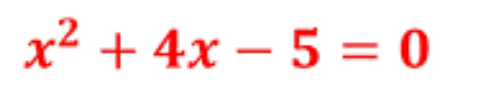 x² + 4x − 5 = 0